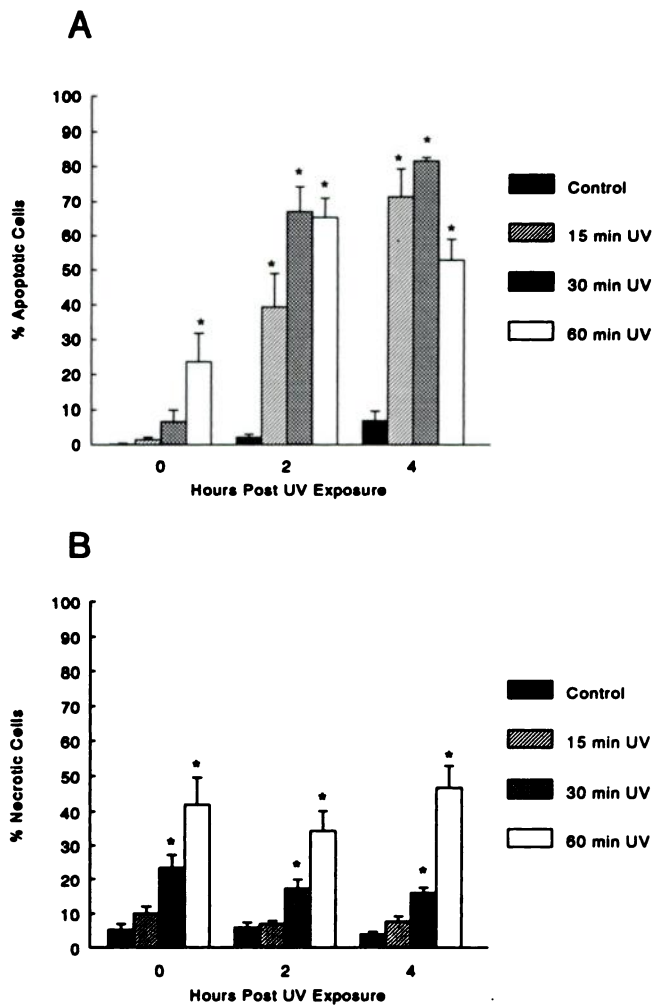 A
100
90
80
70
60
50
40
30
20
10
0
% Apoptotic Cells
* * * * * * *
0 2 4
Hours Post UV Exposure
Control
15 min UV
30 min UV
60 min UV
B
100
90
80
70
60
50
40
30
20
10
0
% Necrotic Cells
* * * * * *
0 2 4
Hours Post UV Exposure
Control
15 min UV
30 min UV
60 min UV